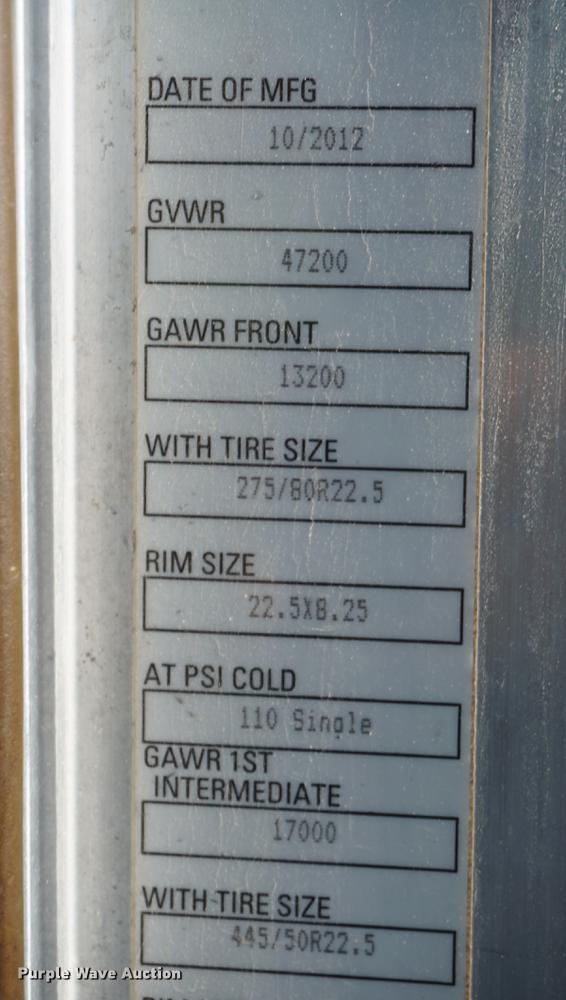 DATE OF MFG
10/2012
GVWR
47200
GAWR FRONT
13200
WITH TIRE SIZE
275/80R22.5
RIM SIZE
22.5X8.25
AT PSI COLD
110 Single
GAWR 1ST
INTERMEDIATE
17000
WITH TIRE SIZE
445/50R22.5
Purple Wave Auction